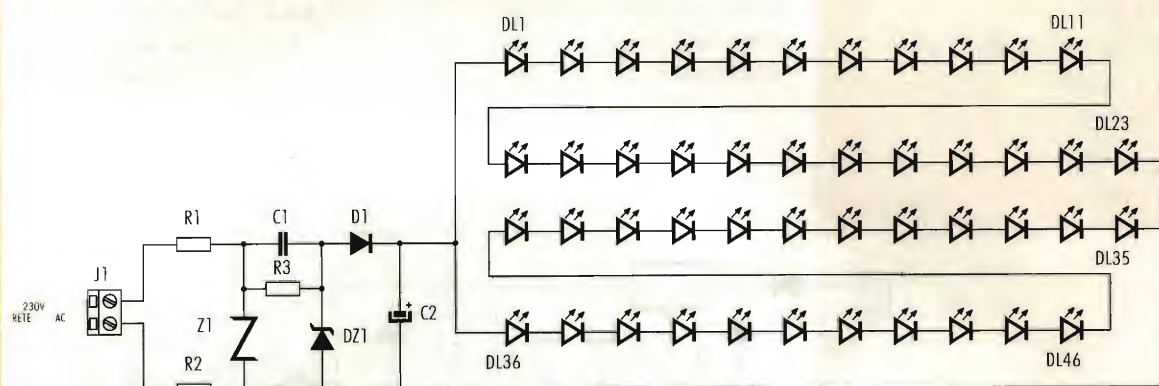 DL1
DL11
DL23
R1
C1
D1
R3
DL35
J1
230V
RETE AC
Z1
DZ1
+
C2
R2
DL36
DL46